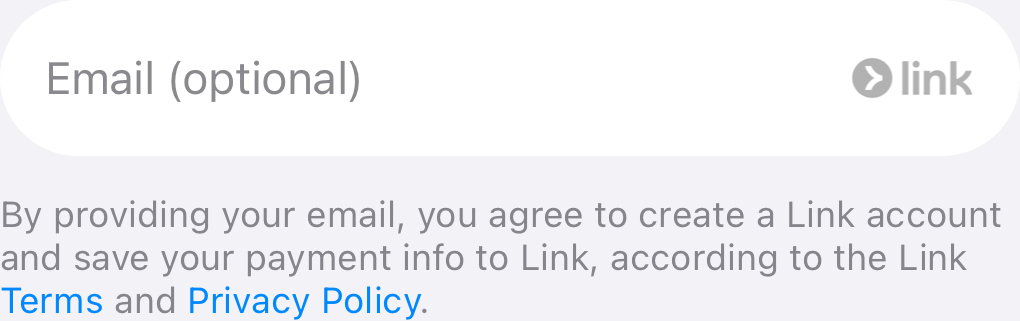 Email (optional) link
By providing your email, you agree to create a Link account
and save your payment info to Link, according to the Link
Terms and Privacy Policy.